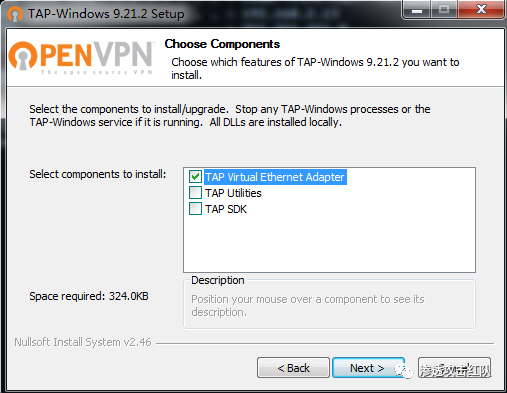 TAP-Windows 9.21.2 Setup
OPENVPN
The open source VPN
Choose Components
Choose which features of TAP-Windows 9.21.2 you want to
install.
Select the components to install/upgrade. Stop any TAP-Windows processes or the
TAP-Windows service if it is running. All DLLs are installed locally.
Select components to install:
TAP Virtual Ethernet Adapter
TAP Utilities
TAP SDK
Space required: 324.0KB
Description
Position your mouse over a component to see its
description.
Nullsoft Install System v2.46
< Back
Next >
渗透攻击红队